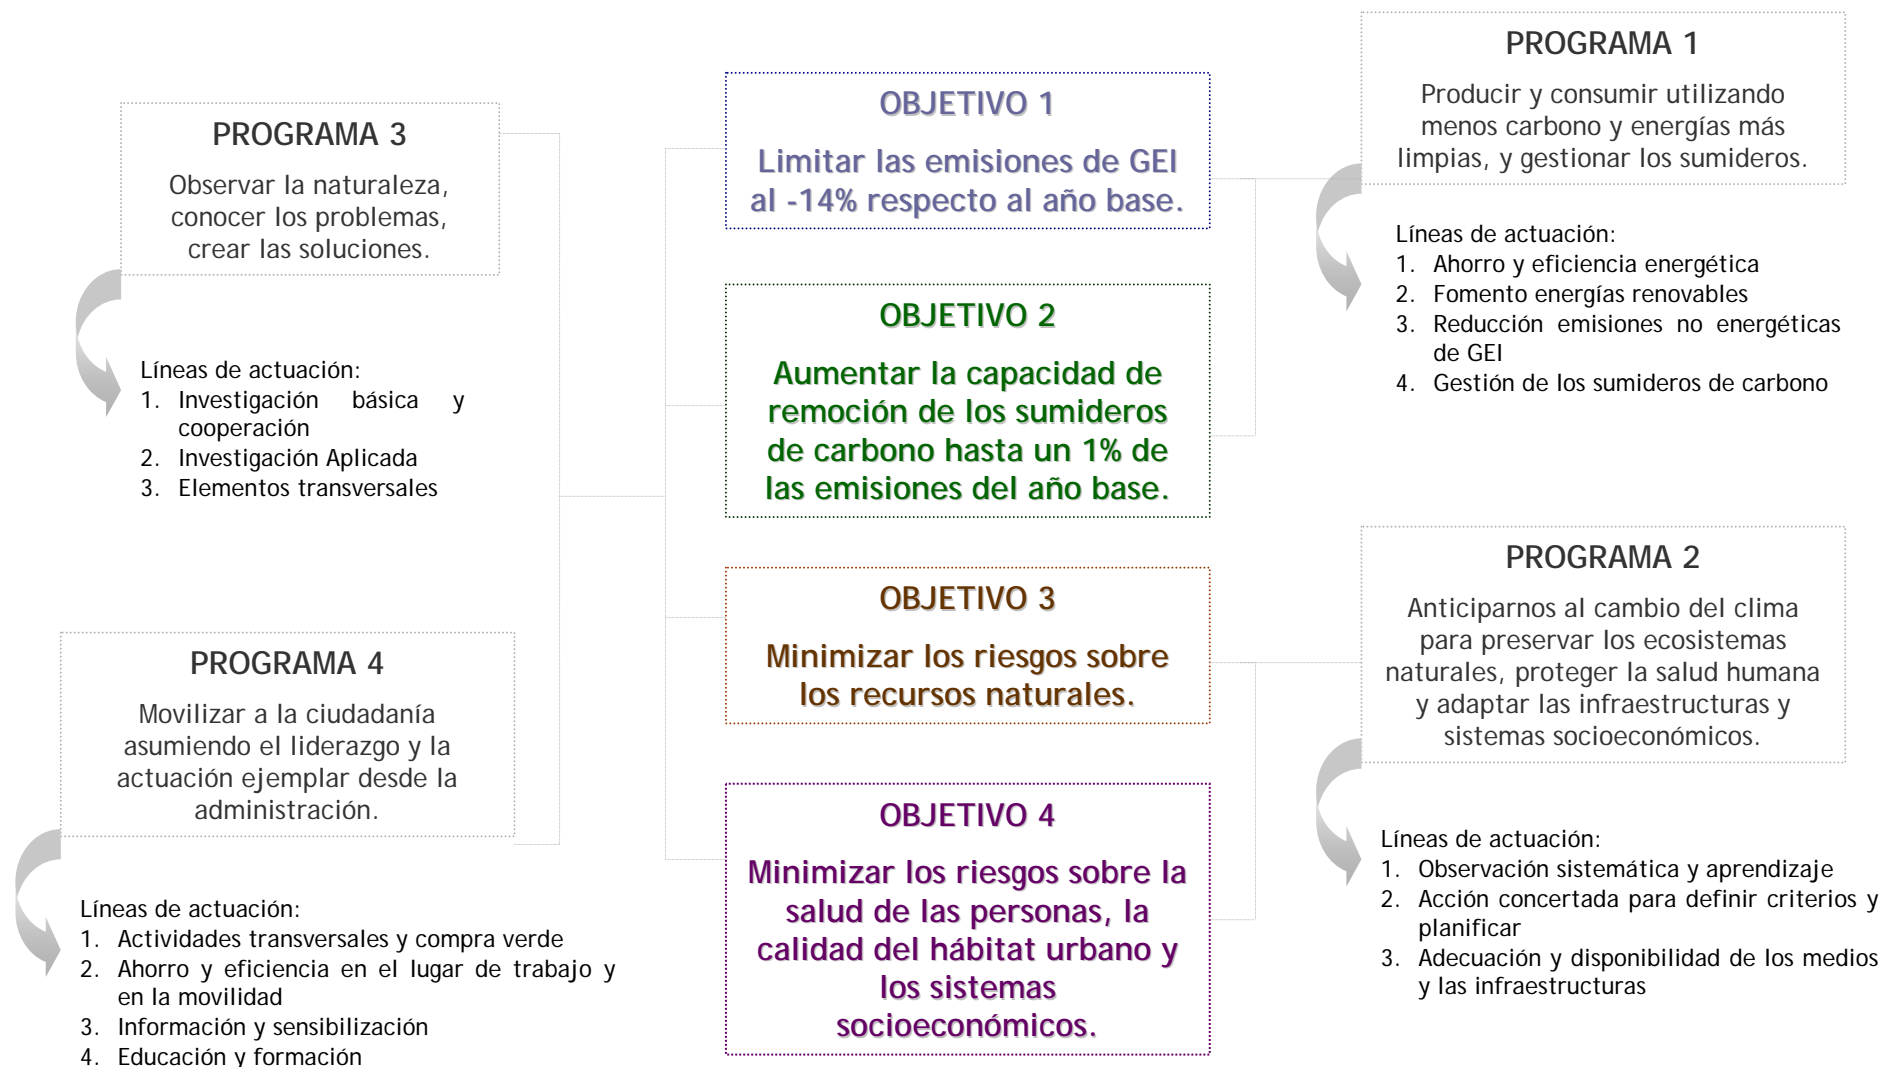 PROGRAMA 3
Observar la naturaleza,
conocer los problemas,
crear las soluciones.
Líneas de actuación:
1. Investigación básica y
cooperación
2. Investigación Aplicada
3. Elementos transversales
PROGRAMA 4
Movilizar a la ciudadanía
asumiendo el liderazgo y la
actuación ejemplar desde la
administración.
Líneas de actuación:
1. Actividades transversales y compra verde
2. Ahorro y eficiencia en el lugar de trabajo y
en la movilidad
3. Información y sensibilización
4. Educación y formación
OBJETIVO 1
Limitar las emisiones de GEI
al -14% respecto al año base.
OBJETIVO 2
Aumentar la capacidad de
remoción de los sumideros
de carbono hasta un 1% de
las emisiones del año base.
OBJETIVO 3
Minimizar los riesgos sobre
los recursos naturales.
OBJETIVO 4
Minimizar los riesgos sobre la
salud de las personas, la
calidad del hábitat urbano y
los sistemas
socioeconómicos.
PROGRAMA 1
Producir y consumir utilizando
menos carbono y energías más
limpias, y gestionar los sumideros.
Líneas de actuación:
1. Ahorro y eficiencia energética
2. Fomento energías renovables
3. Reducción emisiones no energéticas
de GEI
4. Gestión de los sumideros de carbono
PROGRAMA 2
Anticiparnos al cambio del clima
para preservar los ecosistemas
naturales, proteger la salud humana
y adaptar las infraestructuras y
sistemas socioeconómicos.
Líneas de actuación:
1. Observación sistemática y aprendizaje
2. Acción concertada para definir criterios y
planificar
3. Adecuación y disponibilidad de los medios
y las infraestructuras